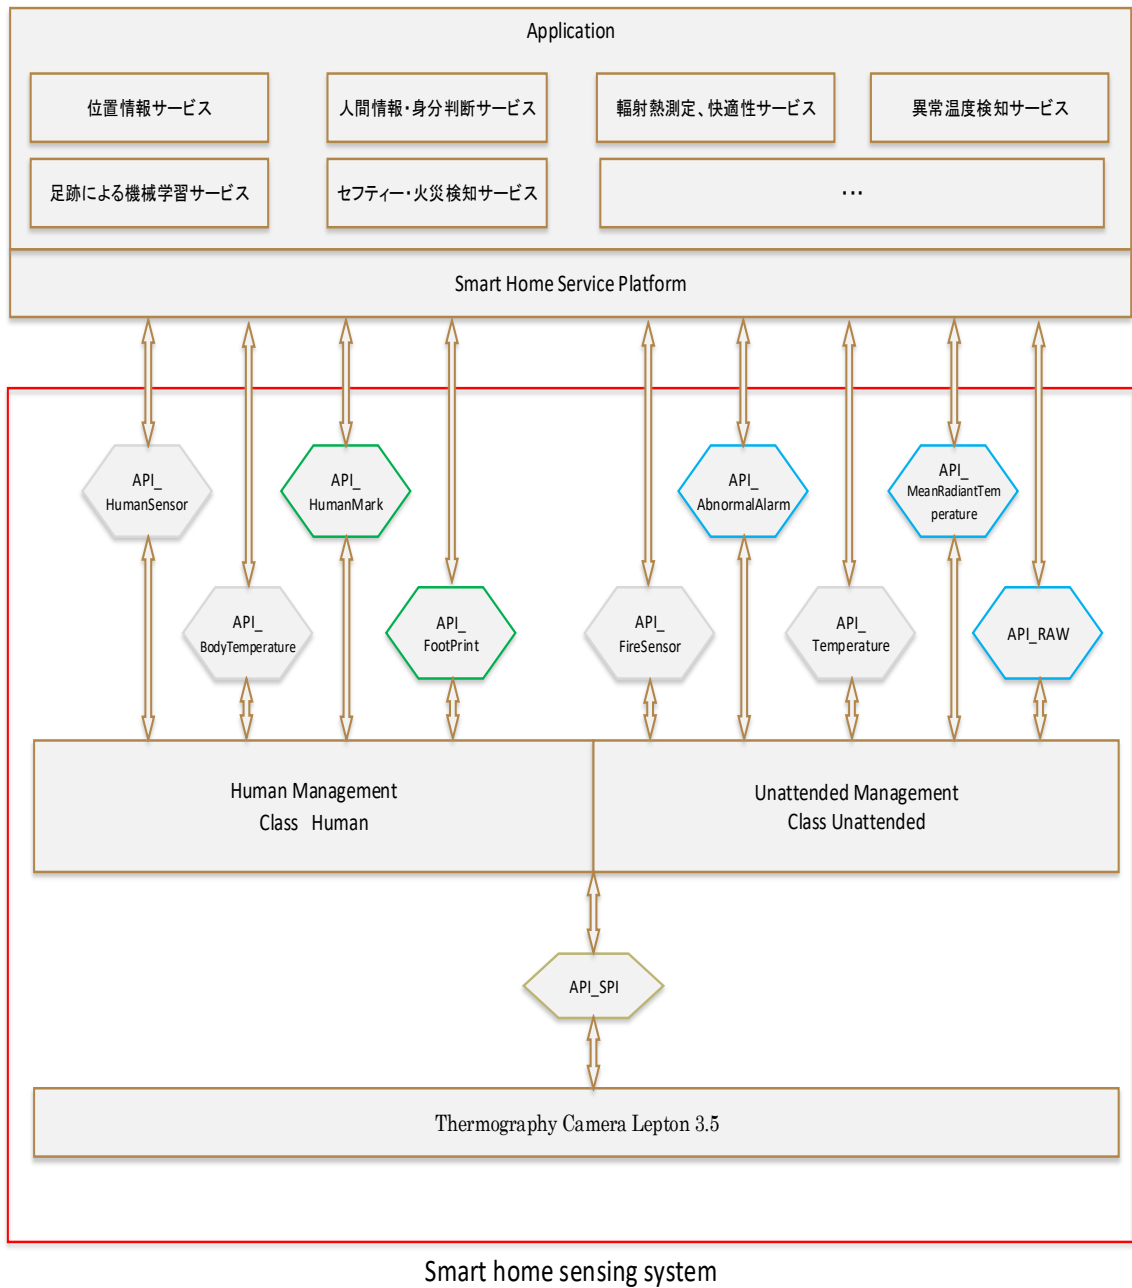 Application
位置情報サービス
人間情報・身分判断サービス
輻射熱測定、快適性サービス
異常温度検知サービス
足跡による機械学習サービス
セフティー・火災検知サービス
…
Smart Home Service Platform
API_
HumanSensor
API_
HumanMark
API_
AbnormalAlarm
API_
MeanRadiantTem
perature
API_
BodyTemperature
API_
FootPrint
API_
FireSensor
API_
Temperature
API_RAW
Human Management
Class Human
Unattended Management
Class Unattended
API_SPI
Thermography Camera Lepton 3.5
Smart home sensing system